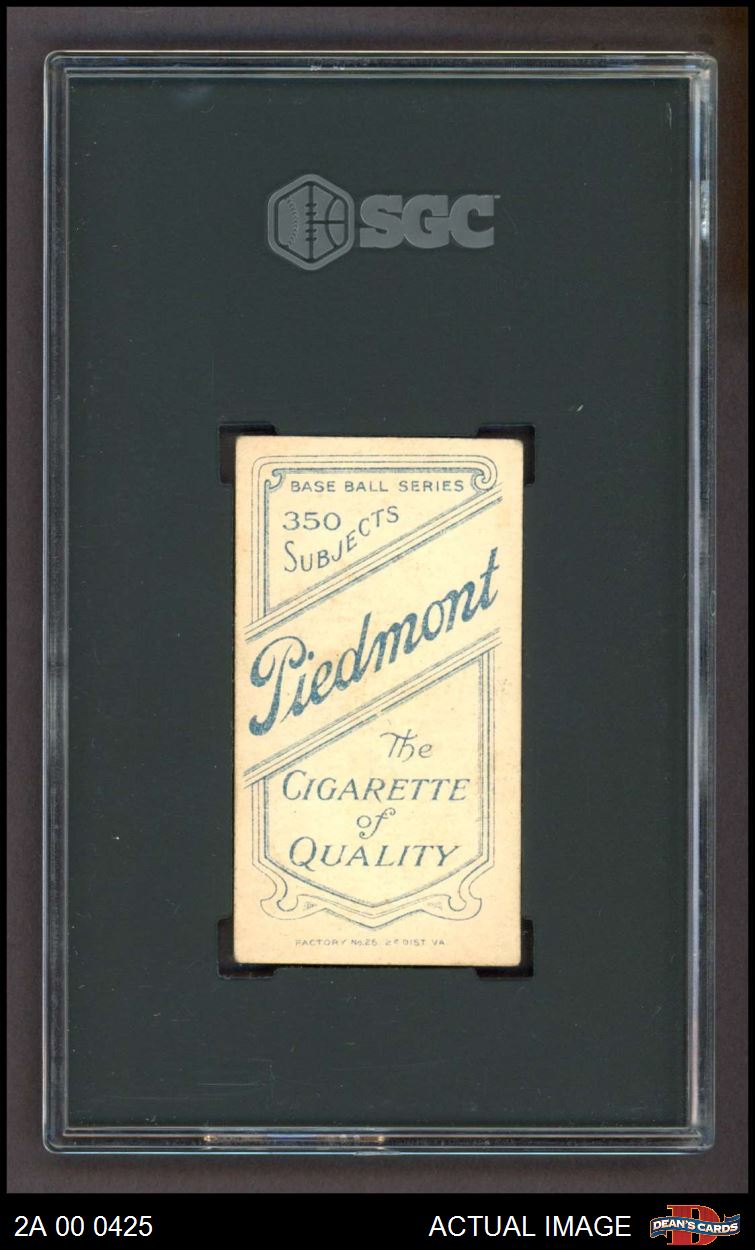 SGC
BASE BALL SERIES
350
SUBJECTS
Piedmont
The
CIGARETTE
of
QUALITY
FACTORY No.25. 2D DIST. VA.
2A 00 0425
ACTUAL IMAGE
DEAN'S CARDS